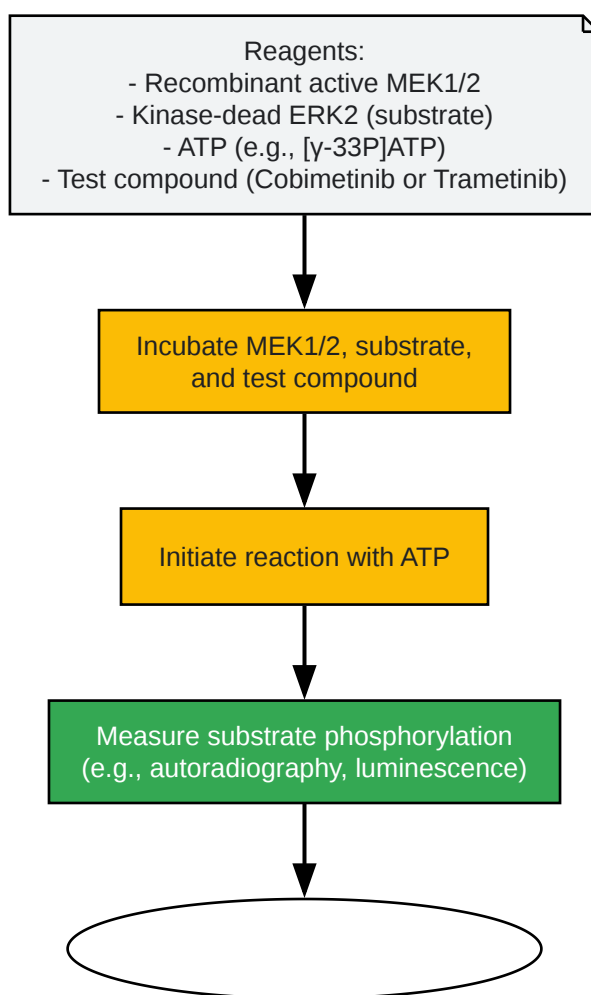 Reagents:
- Recombinant active MEK1/2
- Kinase-dead ERK2 (substrate)
- ATP (e.g., [γ-33P]ATP)
- Test compound (Cobimetinib or Trametinib)
Incubate MEK1/2, substrate,
and test compound
Initiate reaction with ATP
Measure substrate phosphorylation
(e.g., autoradiography, luminescence)